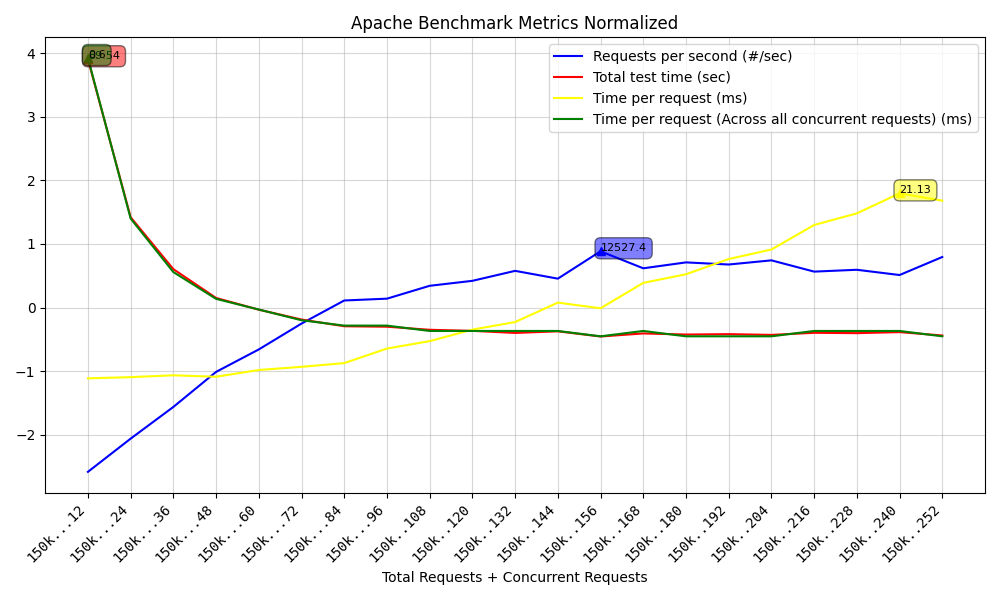 Apache Benchmark Metrics Normalized
Requests per second (#/sec)
Total test time (sec)
Time per request (ms)
Time per request (Across all concurrent requests) (ms)
4
3
2
1
0
−1
−2
0.6
12527.4
21.13
150k...12
150k...24
150k...36
150k...48
150k...60
150k...72
150k...84
150k...96
150k...108
150k...120
150k...132
150k...144
150k...156
150k...168
150k...180
150k...192
150k...204
150k...216
150k...228
150k...240
150k...252
Total Requests + Concurrent Requests